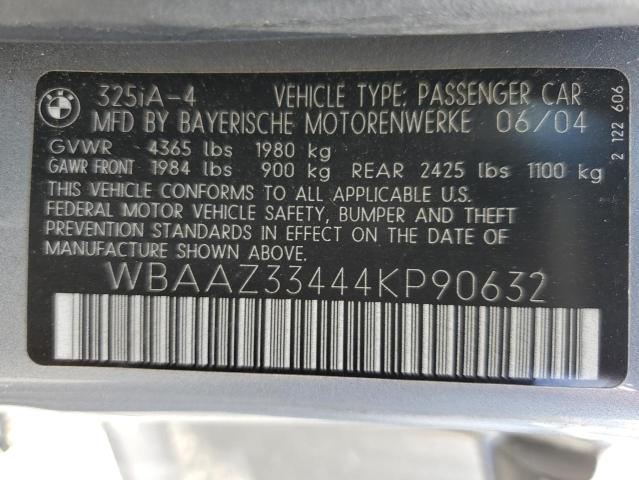 325iA-4 VEHICLE TYPE: PASSENGER CAR
MFD BY BAYERISCHE MOTORENWERKE 06/04
GVWR 4365 lbs 1980 kg
GAWR FRONT 1984 lbs 900 kg REAR 2425 lbs 1100 kg
THIS VEHICLE CONFORMS TO ALL APPLICABLE U.S.
FEDERAL MOTOR VEHICLE SAFETY, BUMPER AND THEFT
PREVENTION STANDARDS IN EFFECT ON THE DATE OF
MANUFACTURE SHOWN ABOVE.
WBAAZ33444KP90632
2 122 606